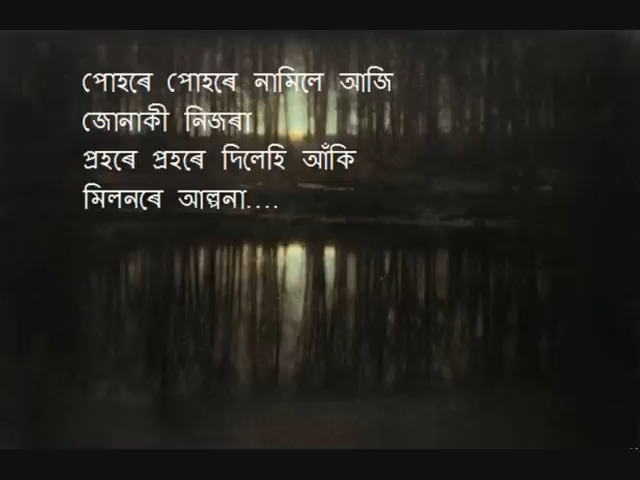 পোহৰে পোহৰে নামিলে আজি
জোনাকী নিজৰা
প্ৰহৰে প্ৰহৰে দিলেহি আঁকি
মিলনৰে আল্পনা....